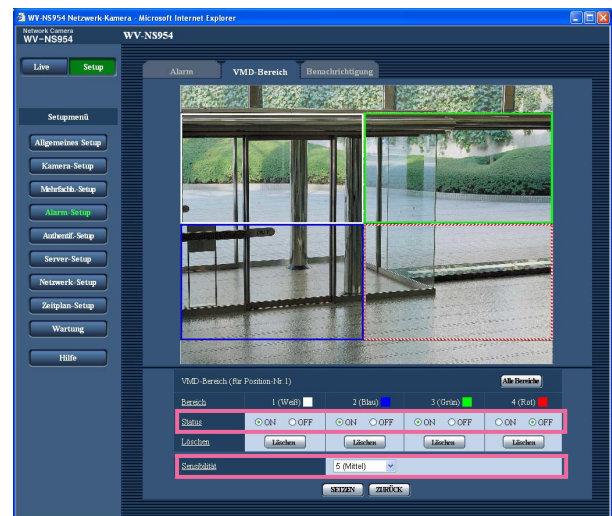 WV-NS954 Netzwerk-Kamera - Microsoft Internet Explorer
Network Camera
WV-NS954
WV-NS954
Live Setup
Alarm VMD-Bereich Benachrichtigung
Setupmenü
Allgemeines Setup
Kamera-Setup
Mehrfachb.-Setup
Alarm-Setup
Authentif.-Setup
Server-Setup
Netzwerk-Setup
Zeitplan-Setup
Wartung
Hilfe
VMD-Bereich (für Position-Nr.1) Alle Bereiche
Bereich 1 (Weiß) 2 (Blau) 3 (Grün) 4 (Rot)
Status ON OFF ON OFF ON OFF ON OFF
Löschen Löschen Löschen Löschen Löschen
Sensibilität 5 (Mittel)
SETZEN ZURÜCK